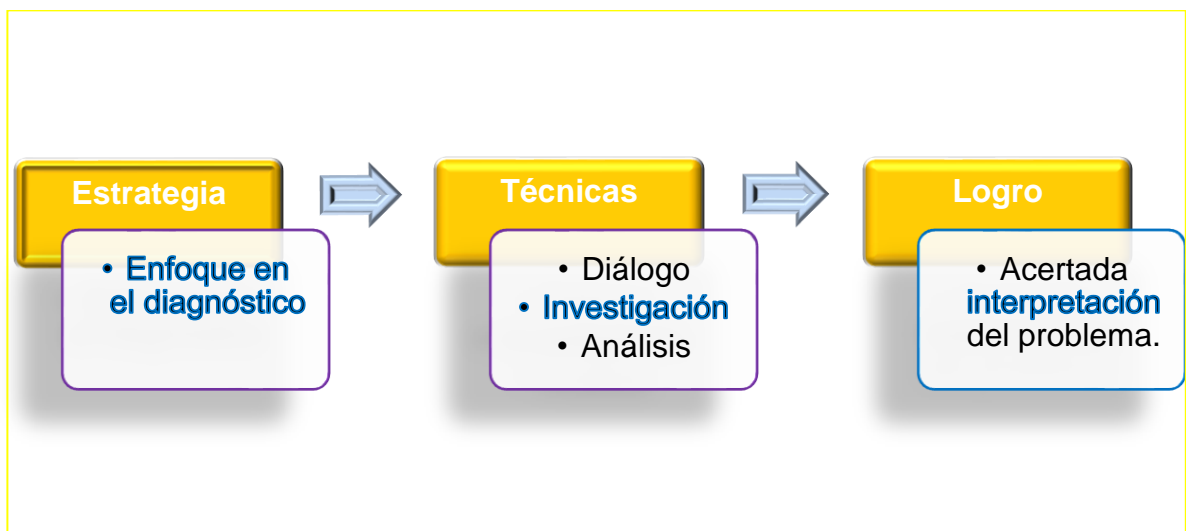 Estrategia
• Enfoque en
el diagnóstico
Técnicas
• Diálogo
• Investigación
• Análisis
Logro
• Acertada
interpretación
del problema.